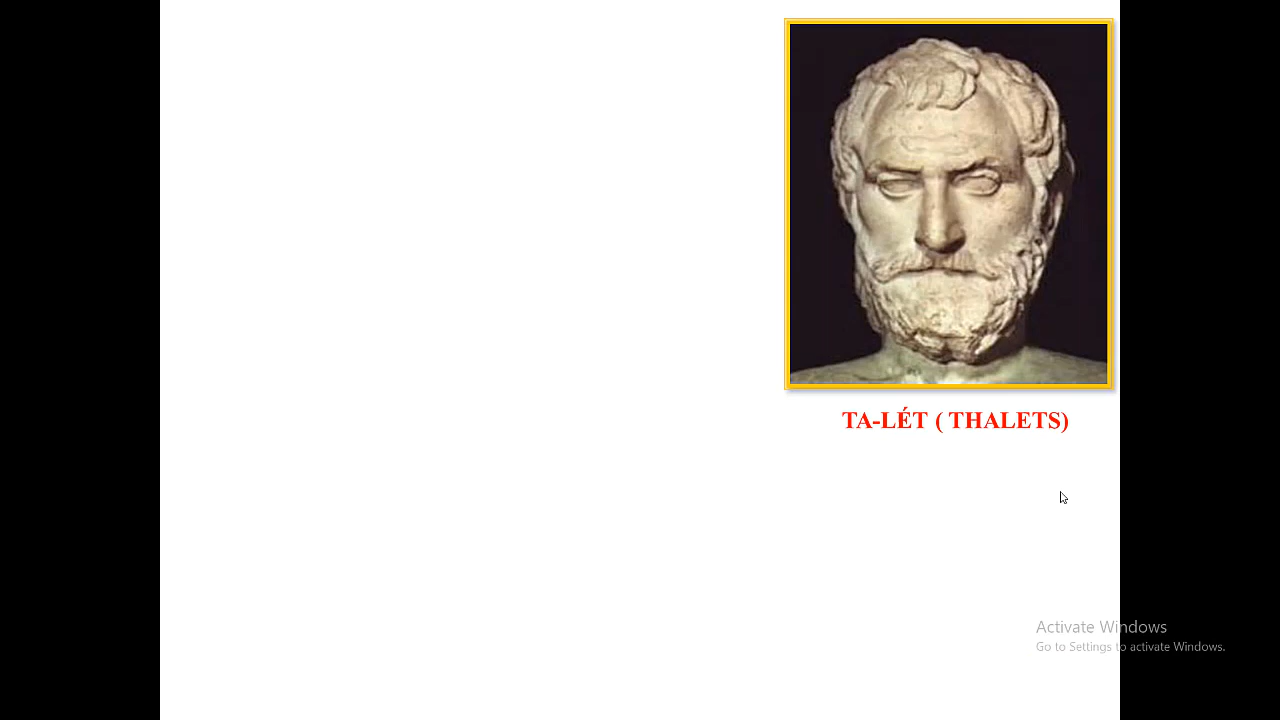 TA-LÉT ( THALETS)
Activate Windows
Go to Settings to activate Windows.